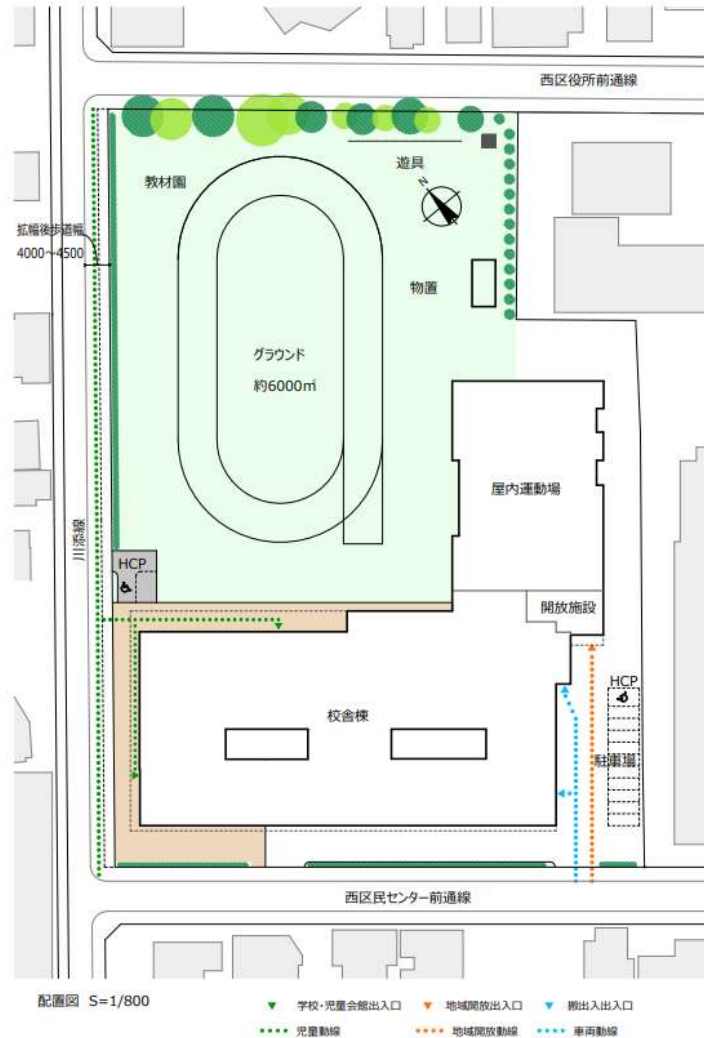 西区役所前通線
遊具
教材園
N
拡幅後歩道幅
4000～4500
物置
グラウンド
約6000㎡
屋内運動場
川添線
HCP
開放施設
HCP
校舎棟
駐車場
西区民センター前通線
配置図 S=1/800
学校・児童会館出入口
地域開放出入口
搬出入出入口
児童動線
地域開放動線
車両動線